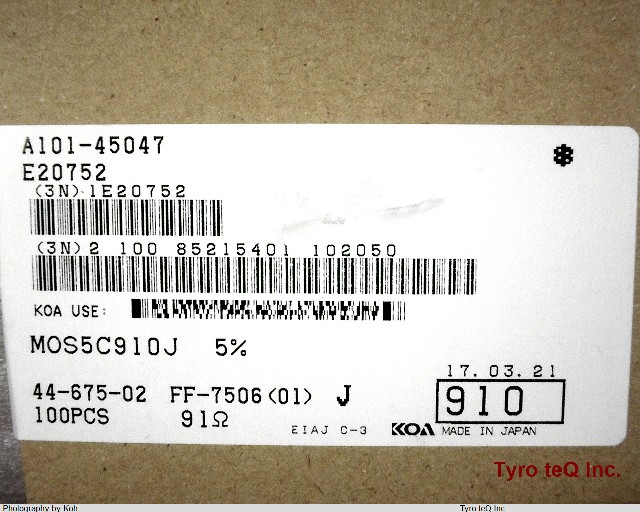 A101-45047
E20752
(3N) 1E20752
(3N)2 100 85215401 102050
KOA USE:
MOS5C910J 5%
17. 03. 21
44-675-02 FF-7506(01) J 910
100PCS 91Ω EIAJ C-3 KOA MADE IN JAPAN
Tyro teQ Inc.
Photography by Koh Tyro teQ Inc